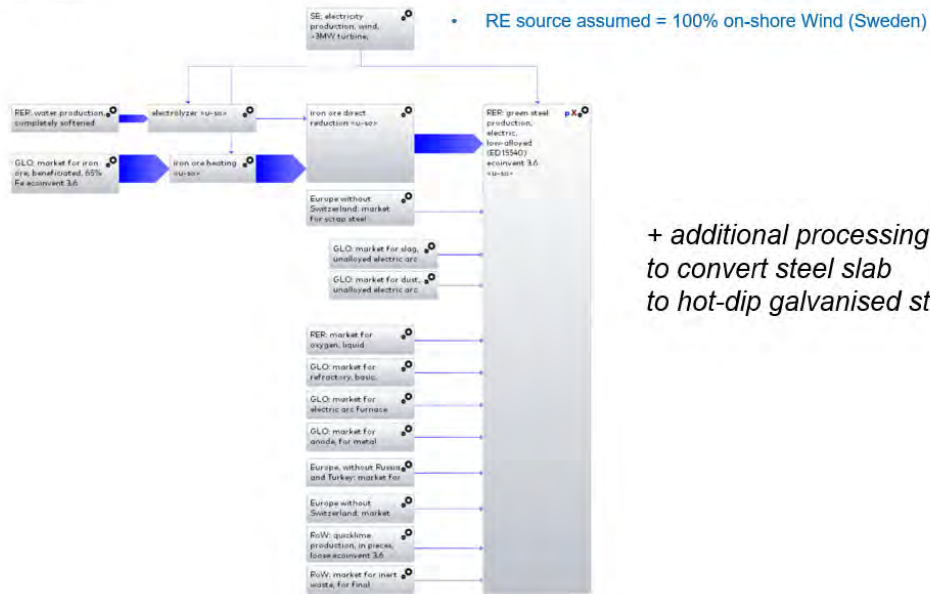 SE: electricity
production, wind,
>3MW turbine,
• RE source assumed = 100% on-shore Wind (Sweden)
RER: water production,
completely softened
electrolyzer <u-so>
iron ore direct
reduction <u-so>
RER: green steel
production,
electric,
low-alloyed
(ED15540)
ecoinvent 3.6
<u-so>
pX
GLO: market for iron
ore, beneficiated, 65%
Fe ecoinvent 3.6
iron ore heating
<u-so>
Europe without
Switzerland: market
for scrap steel
GLO: market for slag,
unalloyed electric arc
GLO: market for dust,
unalloyed electric arc
+ additional processing
to convert steel slab
to hot-dip galvanised st
RER: market for
oxygen, liquid
GLO: market for
refractory, basic,
GLO: market for
electric arc furnace
GLO: market for
anode, for metal
Europe, without Russia
and Turkey: market for
Europe without
Switzerland: market
RoW: quicklime
production, in pieces,
loose ecoinvent 3.6
RoW: market for inert
waste, for final